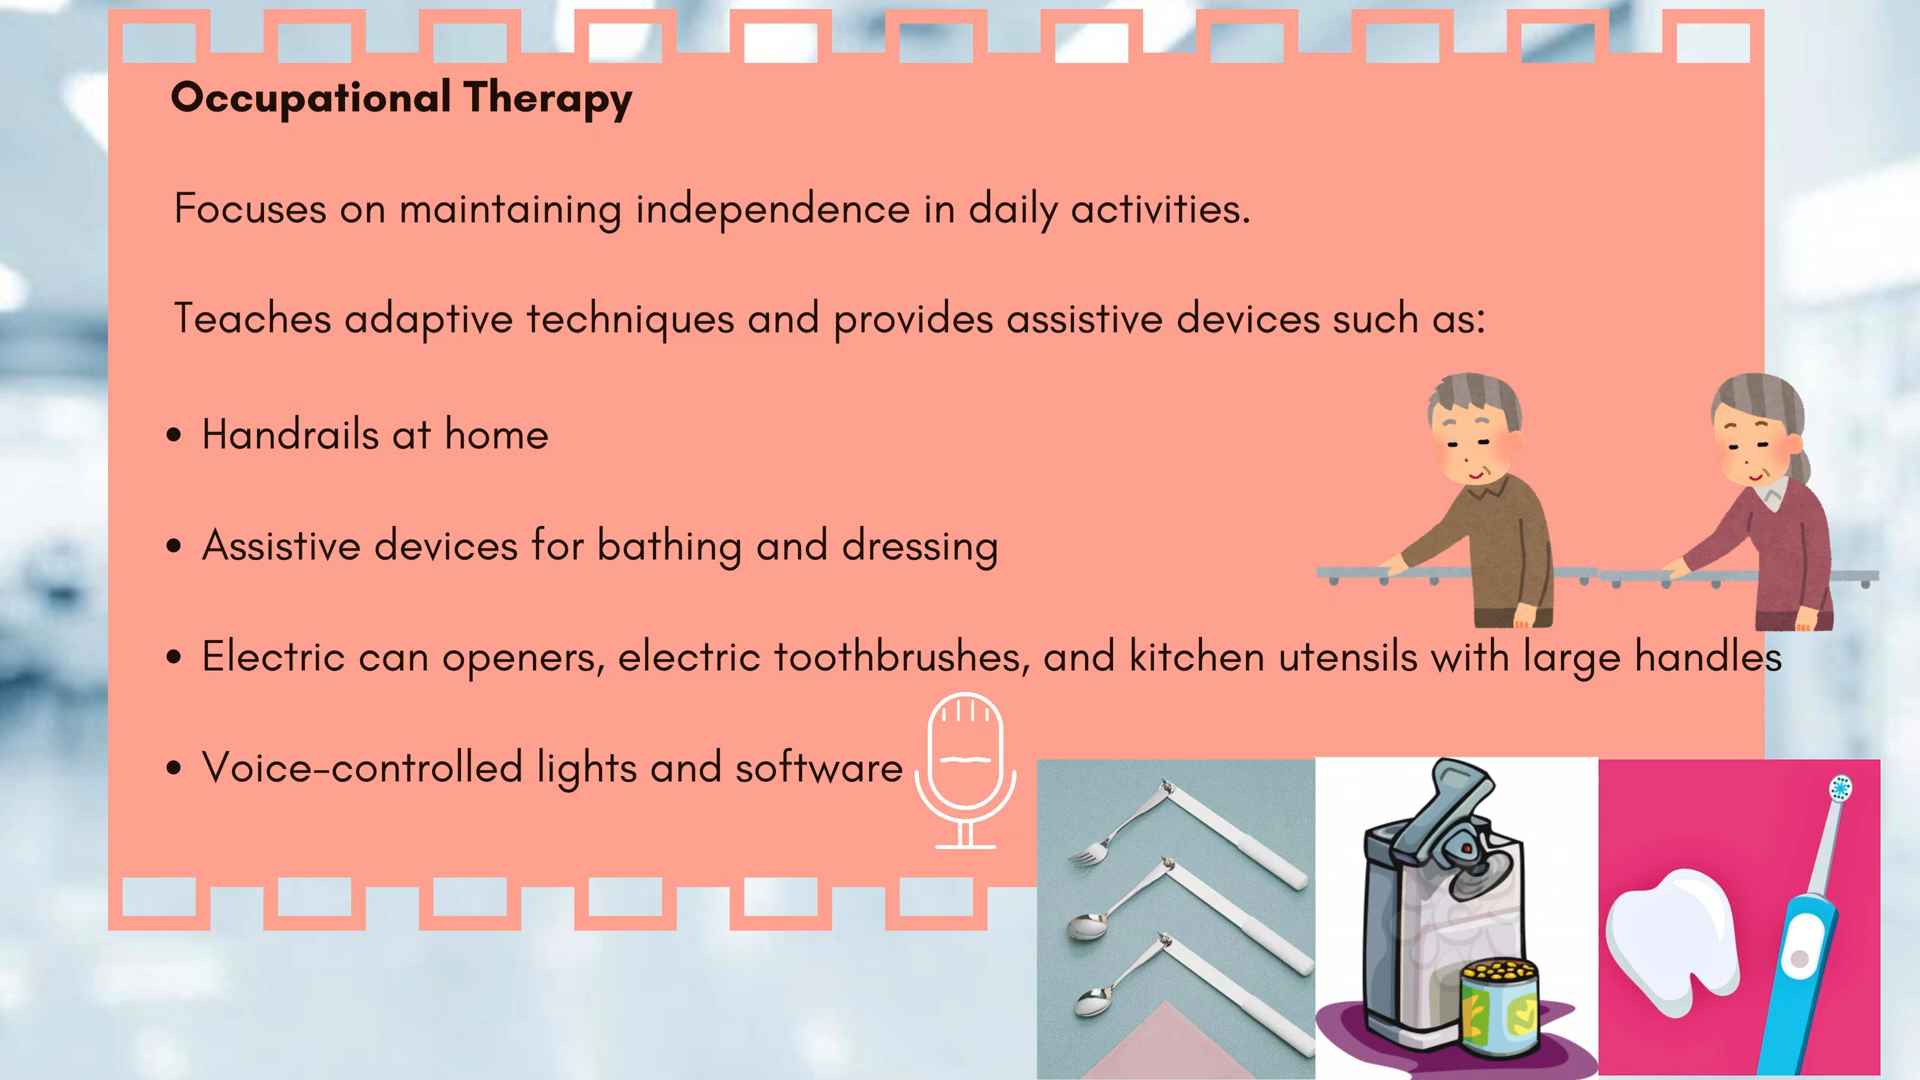 Occupational Therapy
Focuses on maintaining independence in daily activities.
Teaches adaptive techniques and provides assistive devices such as:
• Handrails at home
• Assistive devices for bathing and dressing
• Electric can openers, electric toothbrushes, and kitchen utensils with large handles
• Voice-controlled lights and software